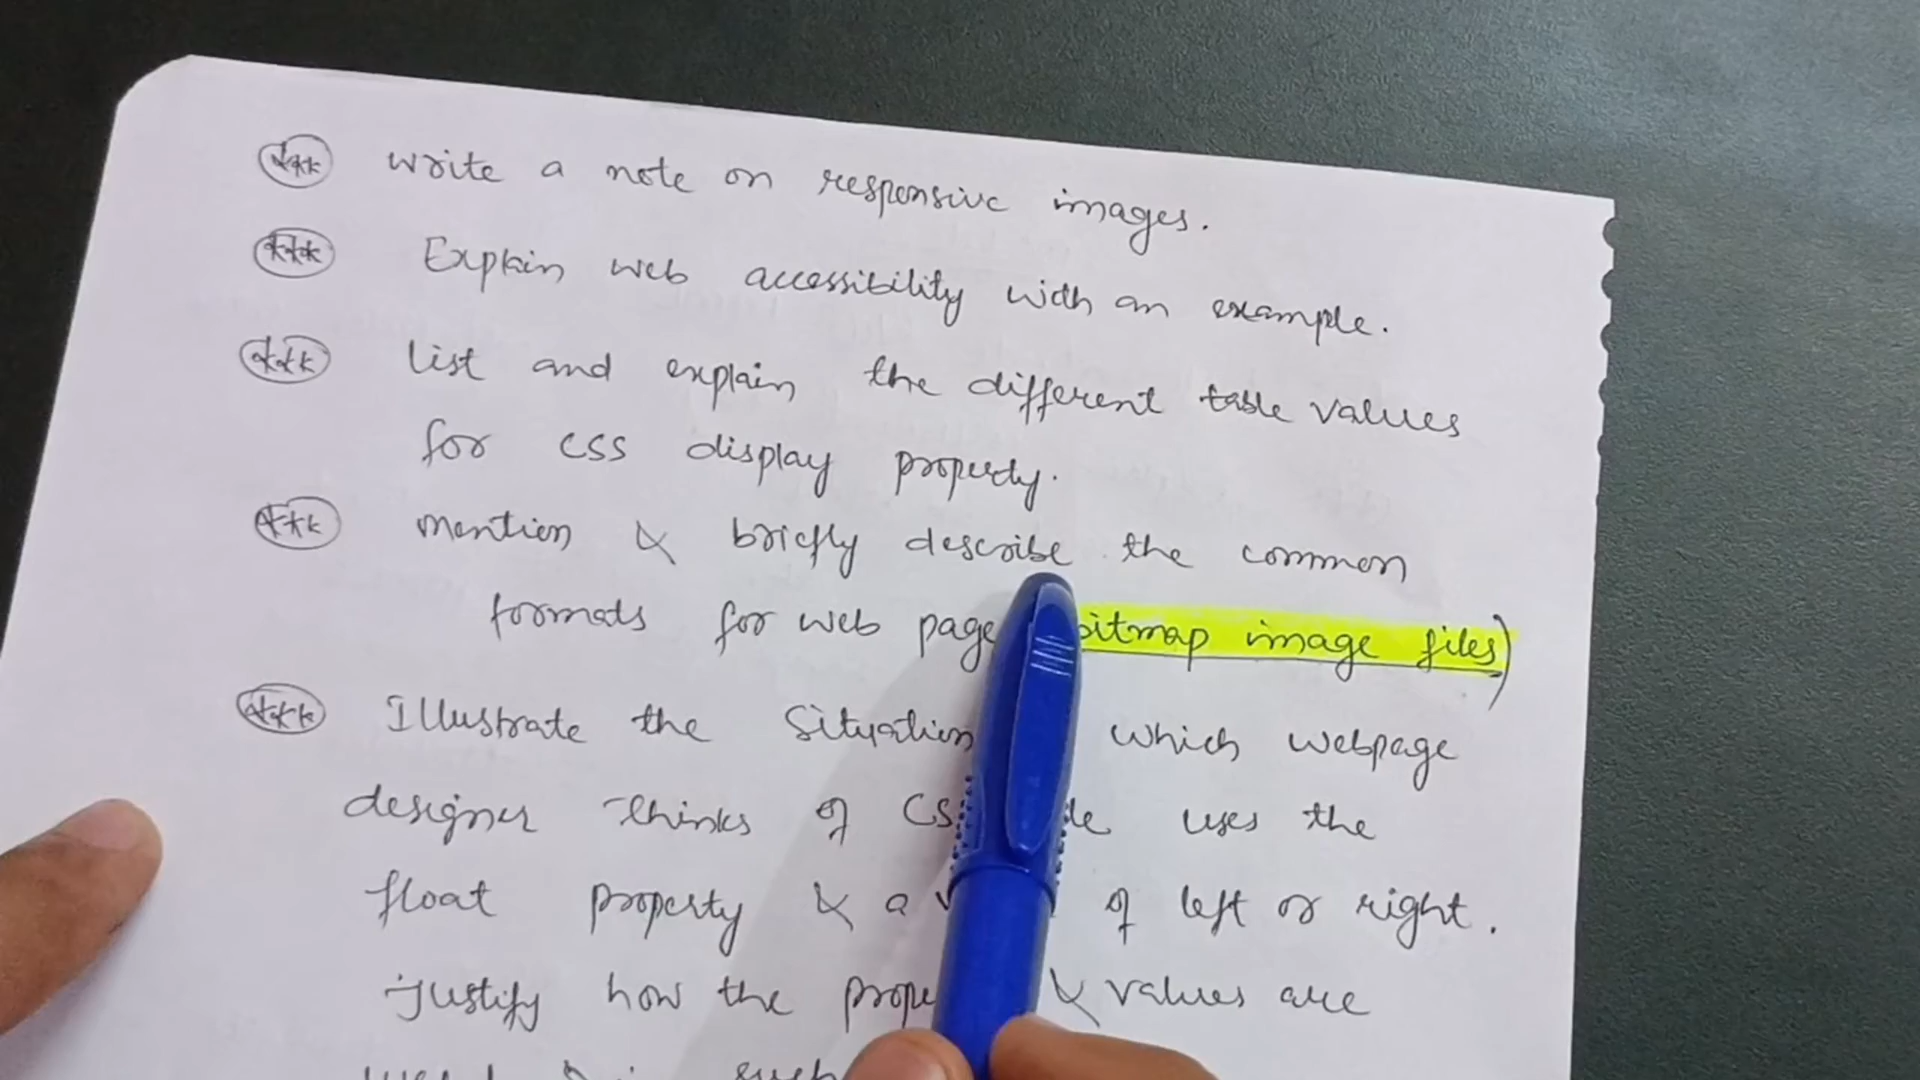 *** write a note on responsive images.
*** Explain web accessibility with an example.
*** List and explain the different table values
for CSS display property.
*** mention & briefly describe the common
formats for web page bitmap image files)
*** Illustrate the situation which webpage
designer thinks of uses the
float property & a of left or right.
justify how the & values are
such